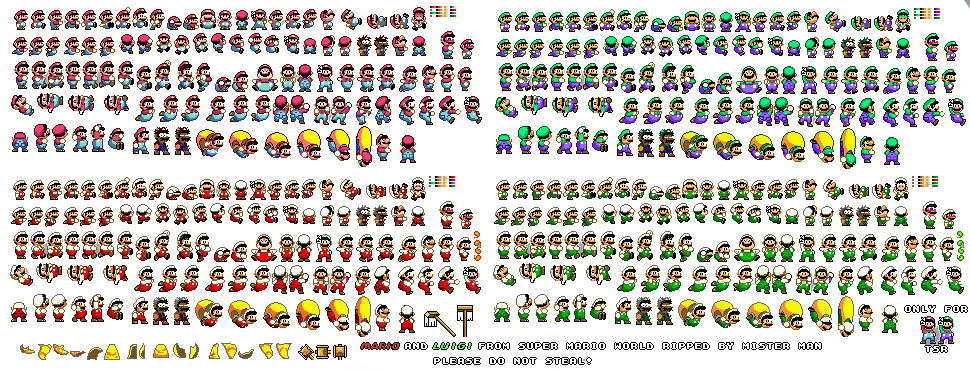 ONLY FOR
TSR
MARIO AND LUIGI FROM SUPER MARIO WORLD RIPPED BY MISTER MAN
PLEASE DO NOT STEAL!